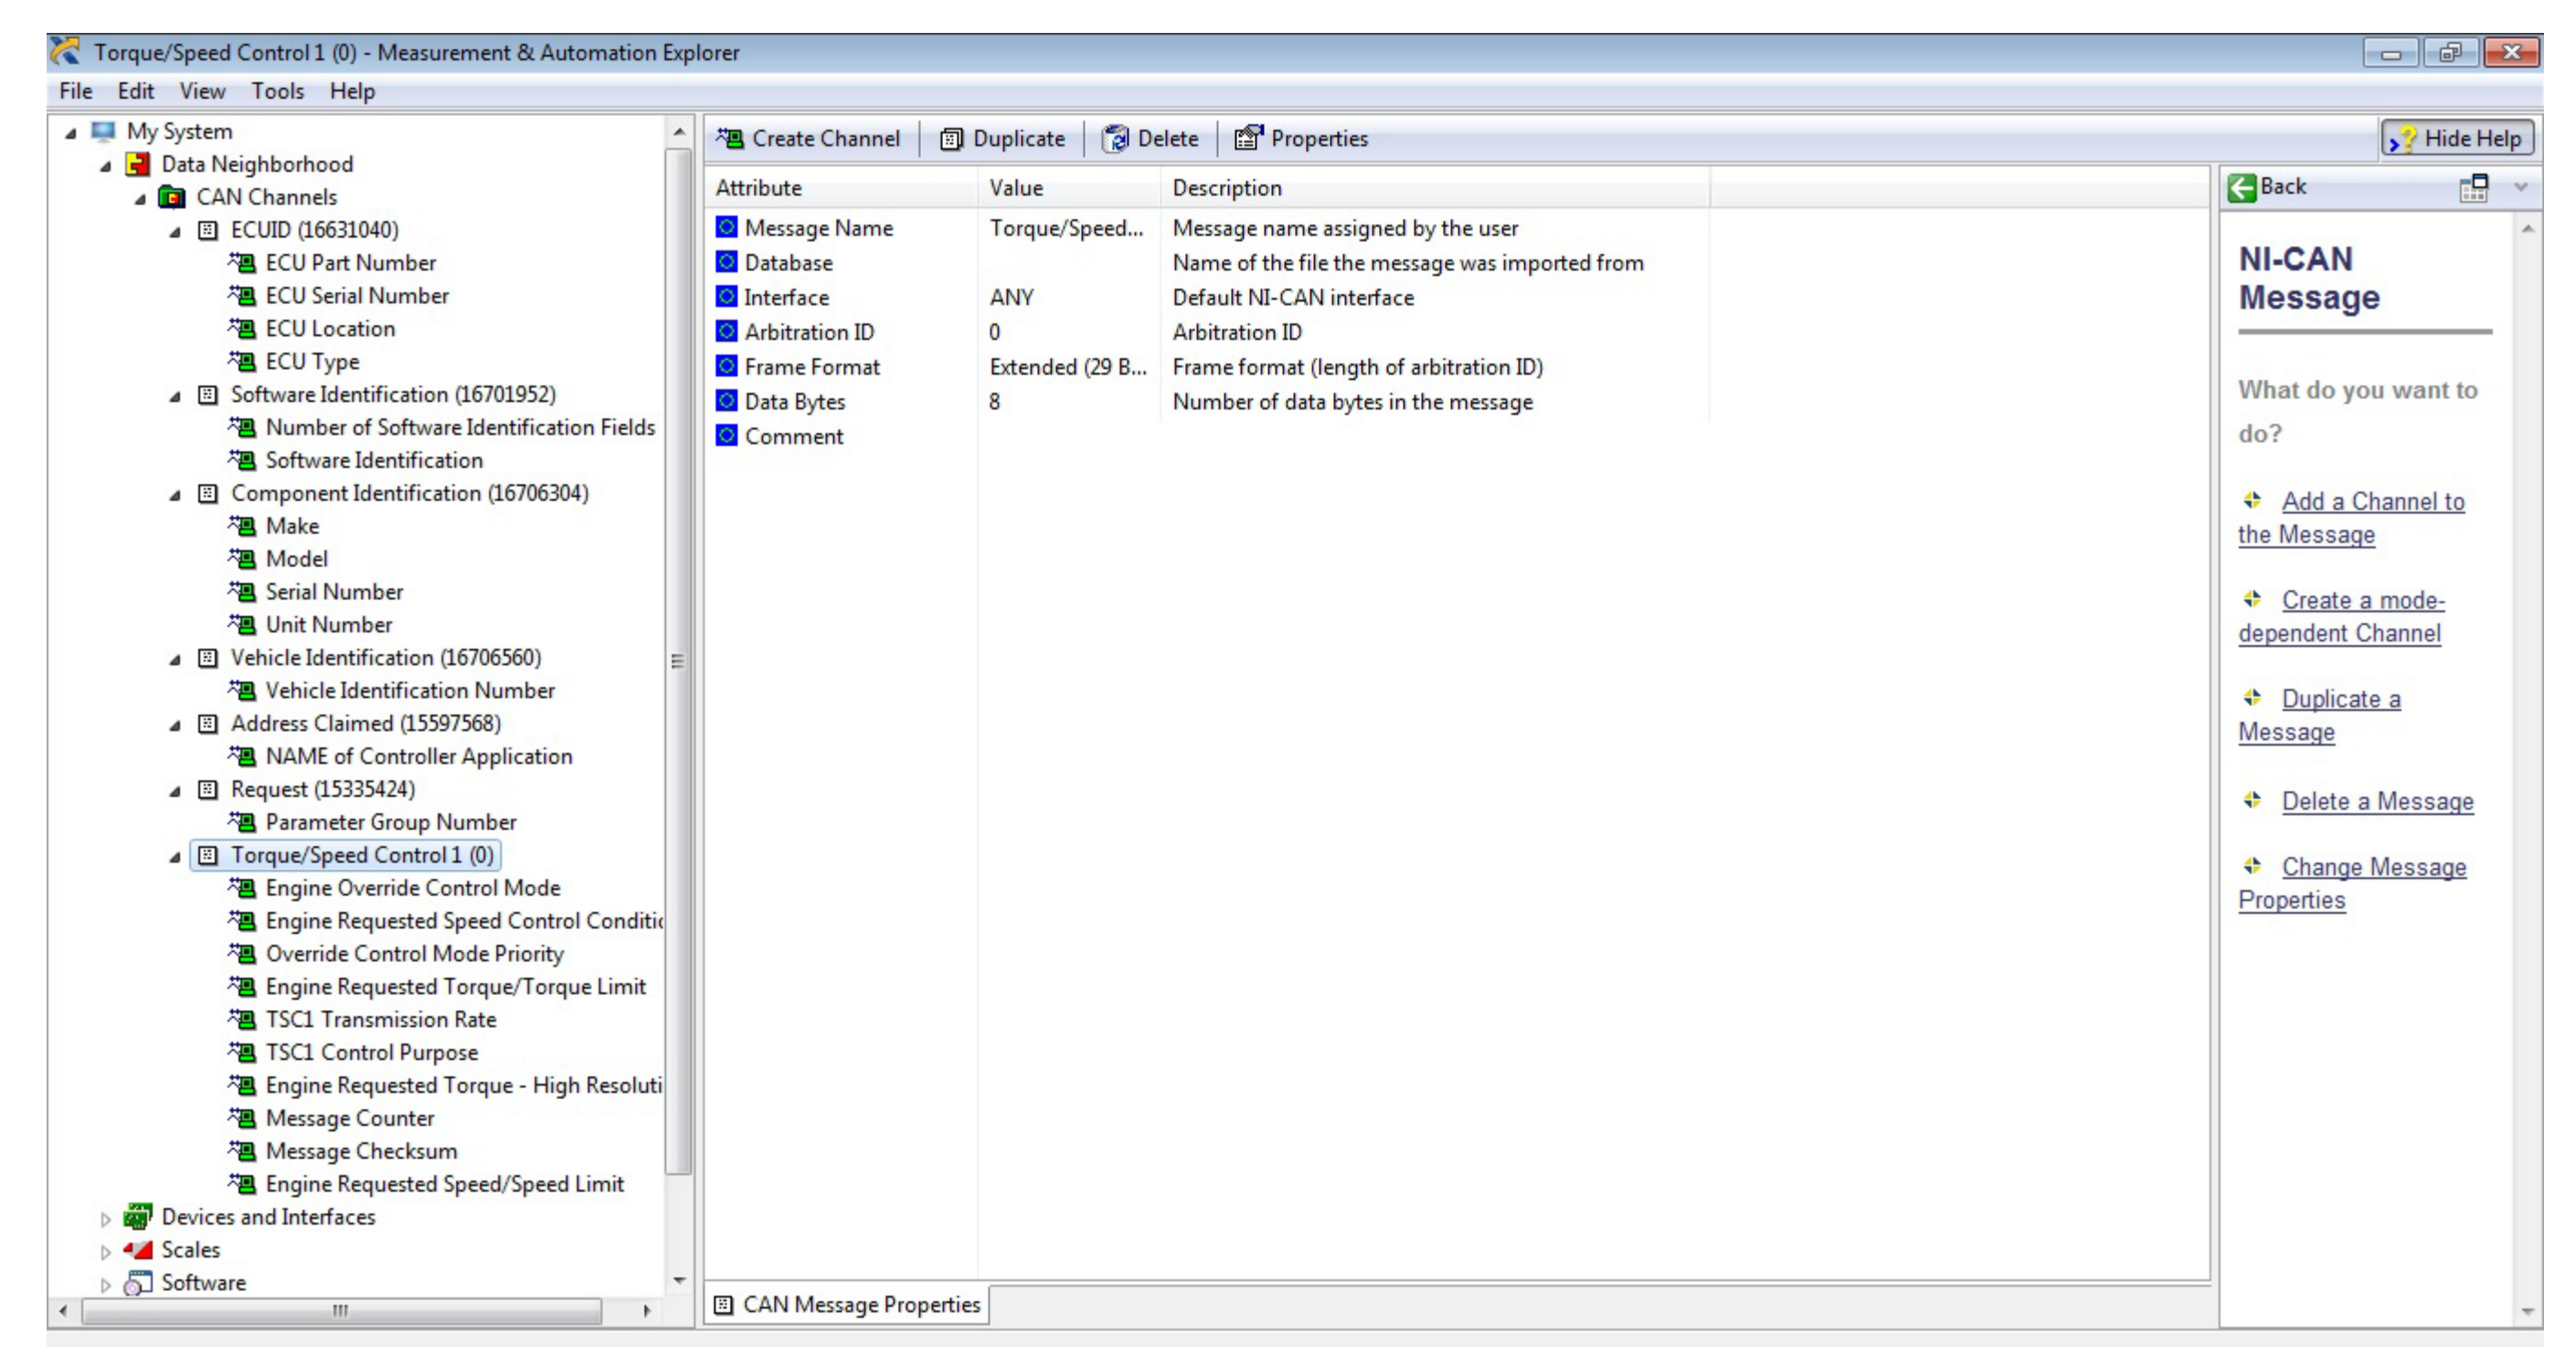 Torque/Speed Control 1 (0) - Measurement & Automation Explorer
File Edit View Tools Help
My System
Data Neighborhood
CAN Channels
ECUID (16631040)
ECU Part Number
ECU Serial Number
ECU Location
ECU Type
Software Identification (16701952)
Number of Software Identification Fields
Software Identification
Component Identification (16706304)
Make
Model
Serial Number
Unit Number
Vehicle Identification (16706560)
Vehicle Identification Number
Address Claimed (15597568)
NAME of Controller Application
Request (15335424)
Parameter Group Number
Torque/Speed Control 1 (0)
Engine Override Control Mode
Engine Requested Speed Control Conditic
Override Control Mode Priority
Engine Requested Torque/Torque Limit
TSC1 Transmission Rate
TSC1 Control Purpose
Engine Requested Torque - High Resoluti
Message Counter
Message Checksum
Engine Requested Speed/Speed Limit
Devices and Interfaces
Scales
Software
Create Channel Duplicate Delete Properties
Attribute Value Description
Message Name Torque/Speed... Message name assigned by the user
Database Name of the file the message was imported from
Interface ANY Default NI-CAN interface
Arbitration ID 0 Arbitration ID
Frame Format Extended (29 B... Frame format (length of arbitration ID)
Data Bytes 8 Number of data bytes in the message
Comment
CAN Message Properties
Hide Help
Back
NI-CAN
Message
What do you want to
do?
Add a Channel to
the Message
Create a mode-
dependent Channel
Duplicate a
Message
Delete a Message
Change Message
Properties